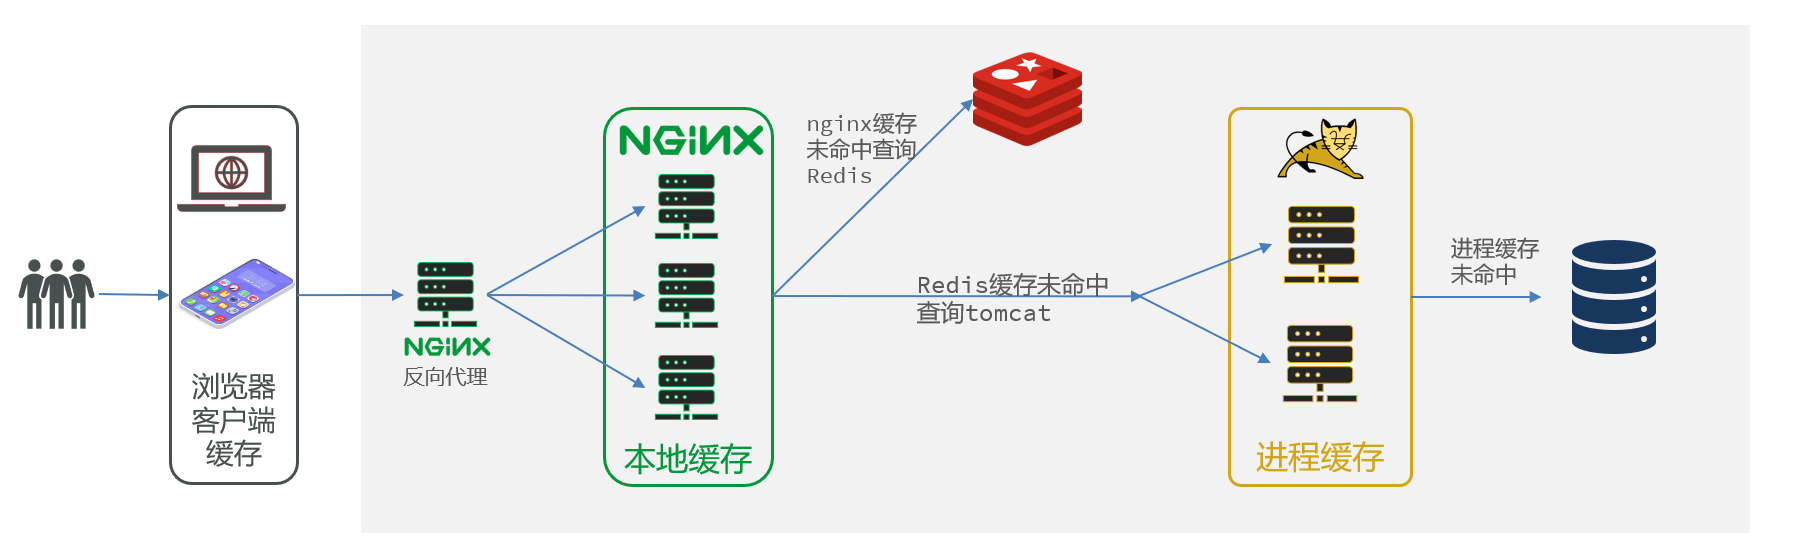 浏览器
客户端
缓存
NGINX
反向代理
NGINX
本地缓存
nginx缓存
未命中查询
Redis
Redis缓存未命中
查询tomcat
进程缓存
进程缓存
未命中